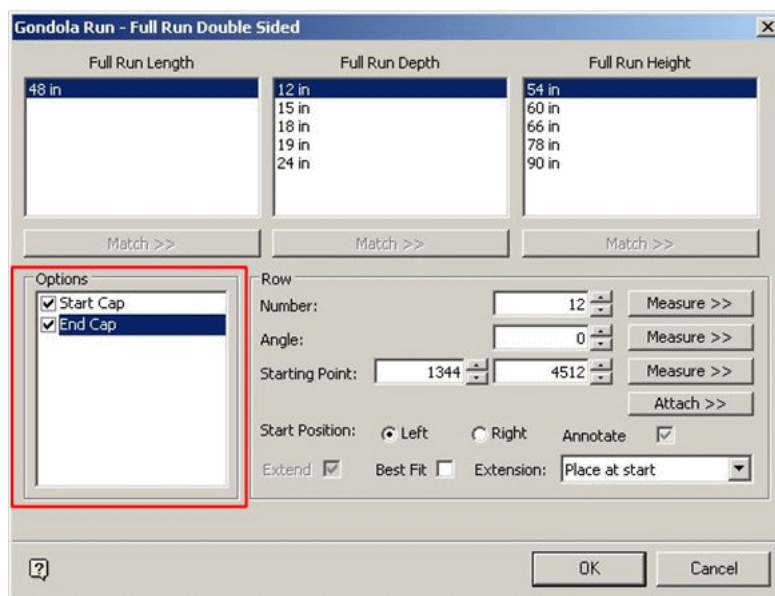 Gondola Run - Full Run Double Sided
Full Run Length
Full Run Depth
Full Run Height
48 in
12 in
15 in
18 in
19 in
24 in
54 in
60 in
66 in
78 in
90 in
Match >>
Match >>
Match >>
Options
Start Cap
End Cap
Row
Number: 12 Measure >>
Angle: 0 Measure >>
Starting Point: 1344 4512 Measure >>
Attach >>
Start Position: Left Right Annotate
Extend Best Fit Extension: Place at start
OK Cancel